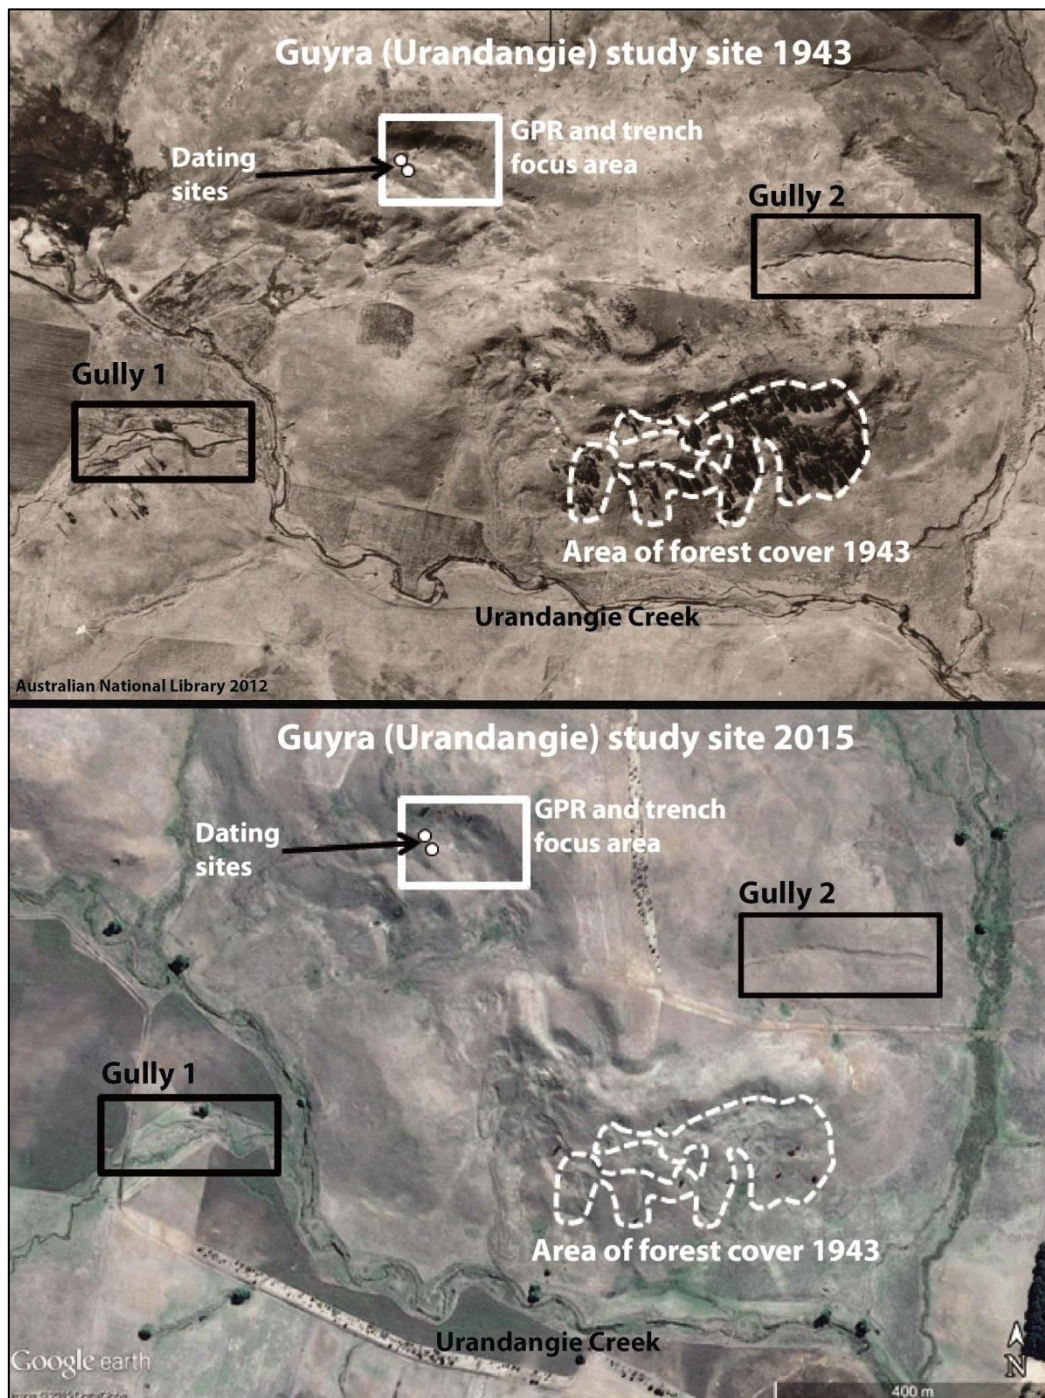 Guyra (Urandangie) study site 1943
GPR and trench
focus area
Dating
sites
Gully 2
Gully 1
Area of forest cover 1943
Urandangie Creek
Australian National Library 2012
Guyra (Urandangie) study site 2015
GPR and trench
focus area
Dating
sites
Gully 2
Gully 1
Area of forest cover 1943
Urandangie Creek
N
Google earth
400 m